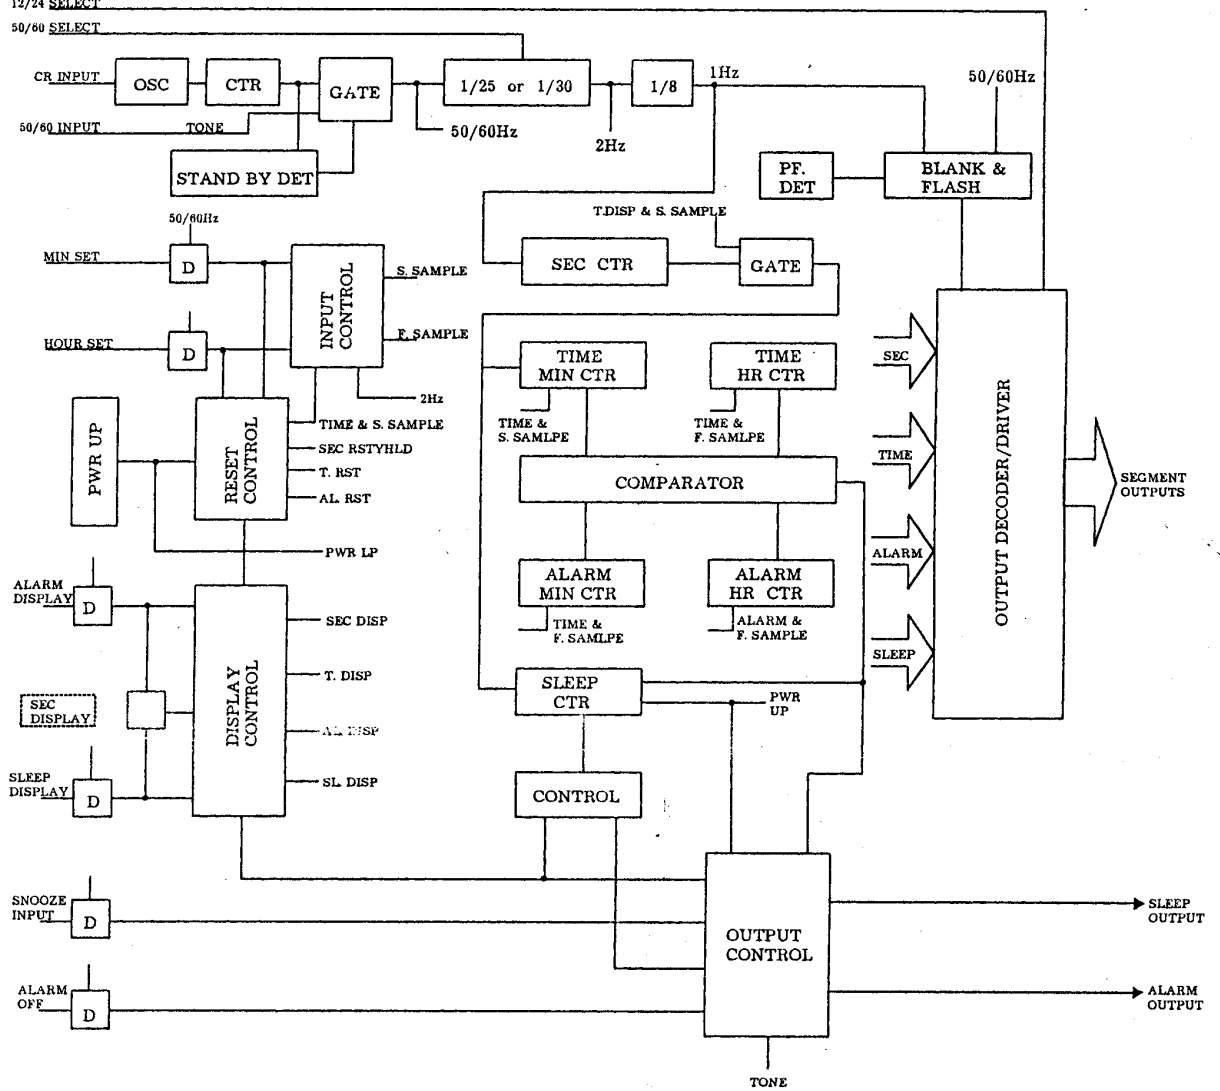 12/24 SELECT
50/60 SELECT
CR INPUT
OSC
CTR
GATE
1/25 or 1/30
1/8
1Hz
50/60Hz
50/60 INPUT
TONE
50/60Hz
2Hz
STAND BY DET
PF.
DET
BLANK &
FLASH
50/60Hz
T.DISP & S. SAMPLE
MIN SET
D
INPUT
CONTROL
S. SAMPLE
SEC CTR
GATE
HOUR SET
D
F. SAMPLE
2Hz
TIME
MIN CTR
TIME
HR CTR
SEC
TIME &
S. SAMLPE
TIME &
F. SAMLPE
PWR UP
RESET
CONTROL
TIME & S. SAMPLE
SEC RSTYHLD
T. RST
AL. RST
PWR LP
COMPARATOR
TIME
OUTPUT DECODER/DRIVER
SEGMENT
OUTPUTS
ALARM
DISPLAY
D
ALARM
MIN CTR
ALARM
HR CTR
ALARM
TIME &
F. SAMLPE
ALARM &
F. SAMPLE
SEC DISP
T. DISP
AL. DISP
SL. DISP
SEC
DISPLAY
DISPLAY
CONTROL
SLEEP
CTR
PWR
UP
SLEEP
SLEEP
DISPLAY
D
CONTROL
SNOOZE
INPUT
D
OUTPUT
CONTROL
SLEEP
OUTPUT
ALARM
OFF
D
ALARM
OUTPUT
TONE